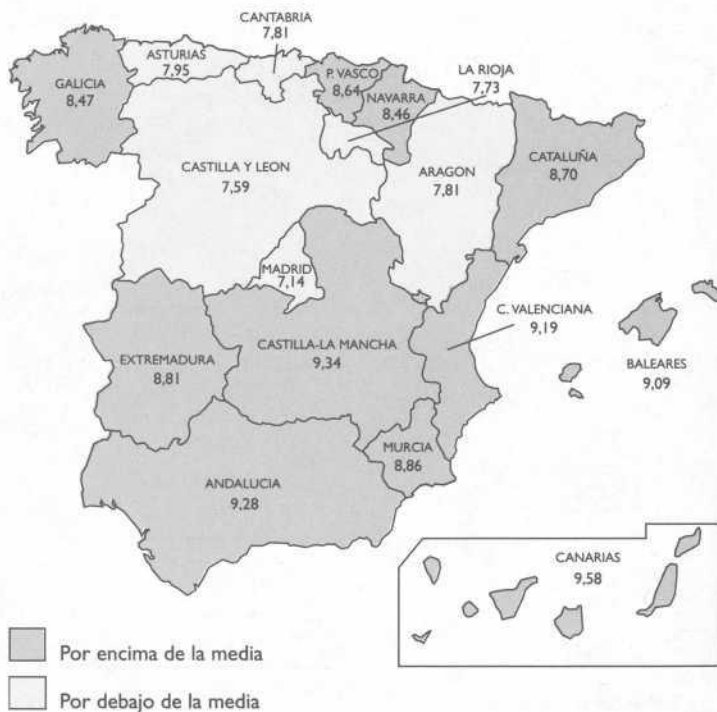 CANTABRIA
7,81
ASTURIAS
7,95
GALICIA
8,47
P. VASCO
8,64
NAVARRA
8,46
LA RIOJA
7,73
CASTILLA Y LEON
7,59
ARAGON
7,81
CATALUÑA
8,70
MADRID
7,14
C. VALENCIANA
9,19
EXTREMADURA
8,81
CASTILLA-LA MANCHA
9,34
BALEARES
9,09
MURCIA
8,86
ANDALUCIA
9,28
CANARIAS
9,58
Por encima de la media
Por debajo de la media